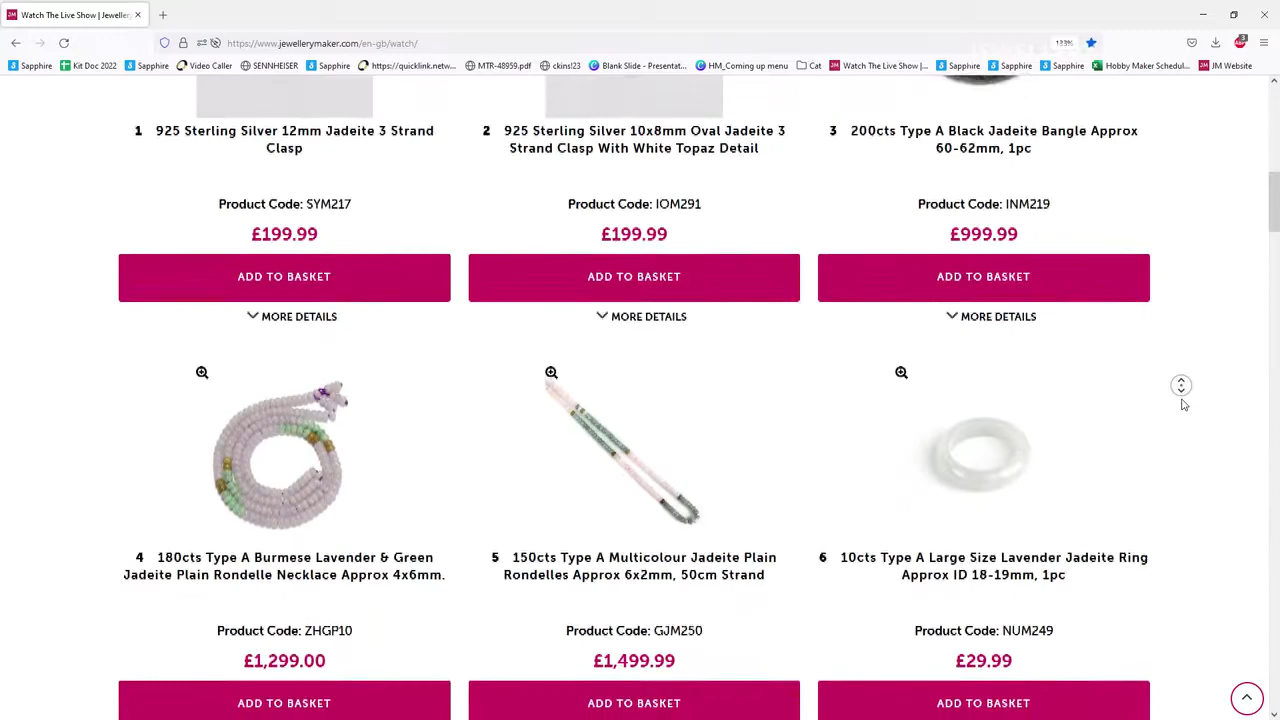 Watch The Live Show | Jeweller
https://www.jewellerymaker.com/en-gb/watch/
133%
Sapphire
Kit Doc 2022
Sapphire
Video Caller
SENNHEISER
Sapphire
https://quicklink.netw...
MTR-48959.pdf
ckins!23
Blank Slide - Presentat...
HM_Coming up menu
Cat
Watch The Live Show |...
Sapphire
Sapphire
Sapphire
Hobby Maker Schedul...
JM Website
1 925 Sterling Silver 12mm Jadeite 3 Strand
Clasp
Product Code: SYM217
£199.99
ADD TO BASKET
MORE DETAILS
2 925 Sterling Silver 10x8mm Oval Jadeite 3
Strand Clasp With White Topaz Detail
Product Code: IOM291
£199.99
ADD TO BASKET
MORE DETAILS
3 200cts Type A Black Jadeite Bangle Approx
60-62mm, 1pc
Product Code: INM219
£999.99
ADD TO BASKET
MORE DETAILS
4 180cts Type A Burmese Lavender & Green
Jadeite Plain Rondelle Necklace Approx 4x6mm.
Product Code: ZHGP10
£1,299.00
ADD TO BASKET
5 150cts Type A Multicolour Jadeite Plain
Rondelles Approx 6x2mm, 50cm Strand
Product Code: GJM250
£1,499.99
ADD TO BASKET
6 10cts Type A Large Size Lavender Jadeite Ring
Approx ID 18-19mm, 1pc
Product Code: NUM249
£29.99
ADD TO BASKET